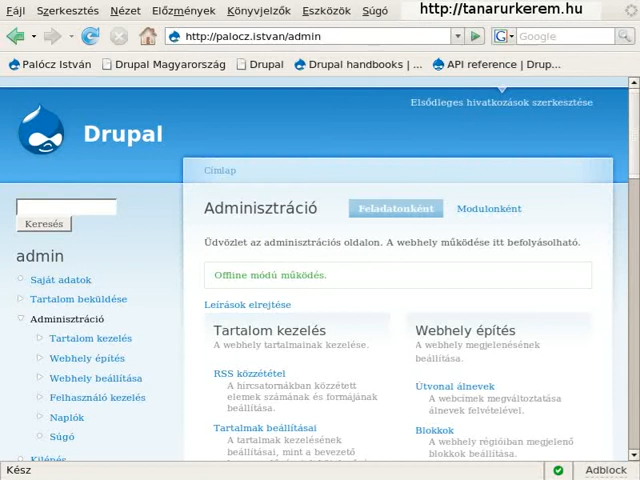 Fájl Szerkesztés Nézet Előzmények Könyvjelzők Eszközök Súgó http://tanarurkerem.hu
http://palocz.istvan/admin Google
Palócz István Drupal Magyarország Drupal Drupal handbooks | ... API reference | Drup...
Elsődleges hivatkozások szerkesztése
Drupal
Címlap
Keresés
Adminisztráció Feladatonként Modulonként
Üdvözlet az adminisztrációs oldalon. A webhely működése itt befolyásolható.
Offline módú működés.
Leírások elrejtése
admin
Saját adatok
Tartalom beküldése
Adminisztráció
Tartalom kezelés
Webhely építés
Webhely beállítása
Felhasználó kezelés
Naplók
Súgó
Kilépés
Tartalom kezelés
A webhely tartalmainak kezelése.
RSS közzététel
A hírcsatornákban közzétett
elemek számának és formájának
beállítása.
Tartalmak beállításai
A tartalmak kezelésének
beállításai, mint a bevezető
Webhely építés
A webhely megjelenésének
beállítása.
Útvonal álnevek
A webcímek megváltoztatása
álnevek felvételével.
Blokkok
A webhely régióiban megjelenő
blokkok beállítása.
Kész Adblock